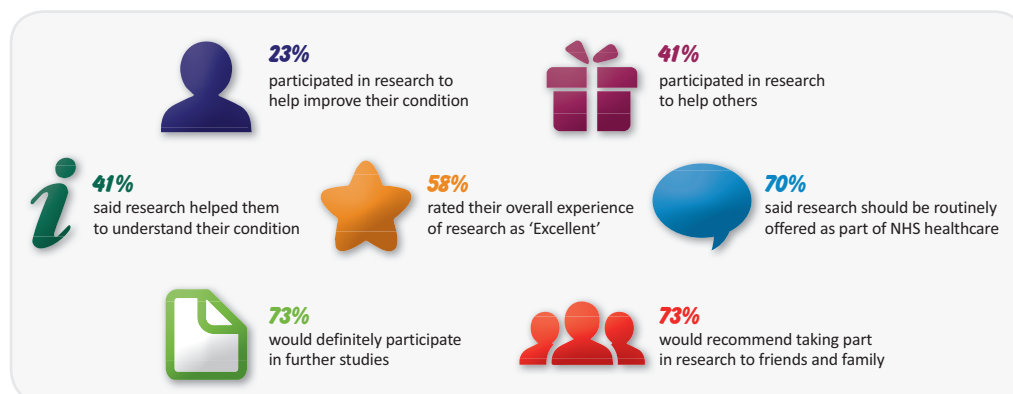 23%
participated in research to
help improve their condition
41%
participated in research
to help others
41%
said research helped them
to understand their condition
58%
rated their overall experience
of research as ‘Excellent’
70%
said research should be routinely
offered as part of NHS healthcare
73%
would definitely participate
in further studies
73%
would recommend taking part
in research to friends and family